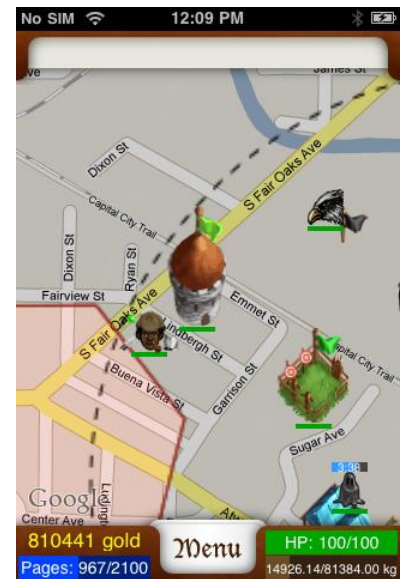 No SIM 12:09 PM
James St
Dixon St
S Fair Oaks Ave
Capital City Trail
Dixon St
Ryan St
Fairview St
Emmet St
S Fair Oaks Ave
Lindbergh St
Capital City Trail
Buena Vista St
Garrison St
Sugar Ave
3:38
Google
Center Ave
810441 gold
Menu
HP: 100/100
Pages: 967/2100
14926.14/81384.00 kg